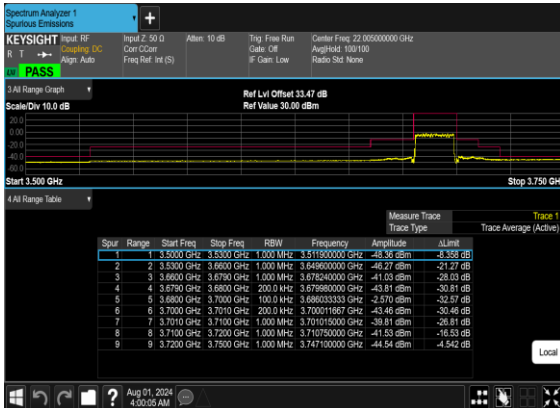 Spectrum Analyzer 1
Spurious Emissions
KEYSIGHT Input: RF Input Z: 50 Ω Atten: 10 dB Trig: Free Run Center Freq: 22.005000000 GHz
R T Coupling: DC Corr CCorr Gate: Off Avg|Hold: 100/100
Align: Auto Freq Ref: Int (S) IF Gain: Low Radio Std: None
PASS
3 All Range Graph
Ref Lvl Offset 33.47 dB
Scale/Div 10.0 dB Ref Value 30.00 dBm
20.0
0.00
-20.0
-40.0
-60.0
Start 3.500 GHz Stop 3.750 GH
4 All Range Table
Measure Trace Trace 1
Trace Type Trace Average (Active)
Spur Range Start Freq Stop Freq RBW Frequency Amplitude ΔLimit
1 1 3.5000 GHz 3.5300 GHz 1.000 MHz 3.511900000 GHz -48.36 dBm -8.358 dB
2 2 3.5300 GHz 3.6600 GHz 1.000 MHz 3.649600000 GHz -46.27 dBm -21.27 dB
3 3 3.6600 GHz 3.6790 GHz 1.000 MHz 3.678240000 GHz -41.03 dBm -28.03 dB
4 4 3.6790 GHz 3.6800 GHz 200.0 kHz 3.679980000 GHz -43.81 dBm -30.81 dB
5 5 3.6800 GHz 3.7000 GHz 100.0 kHz 3.686033333 GHz -2.570 dBm -32.57 dB
6 6 3.7000 GHz 3.7010 GHz 200.0 kHz 3.700011667 GHz -43.46 dBm -30.46 dB
7 7 3.7010 GHz 3.7100 GHz 1.000 MHz 3.701015000 GHz -39.81 dBm -26.81 dB
8 8 3.7100 GHz 3.7200 GHz 1.000 MHz 3.710750000 GHz -41.53 dBm -16.53 dB
9 9 3.7200 GHz 3.7500 GHz 1.000 MHz 3.747100000 GHz -44.54 dBm -4.542 dB
Local
Aug 01, 2024
4:00:05 AM